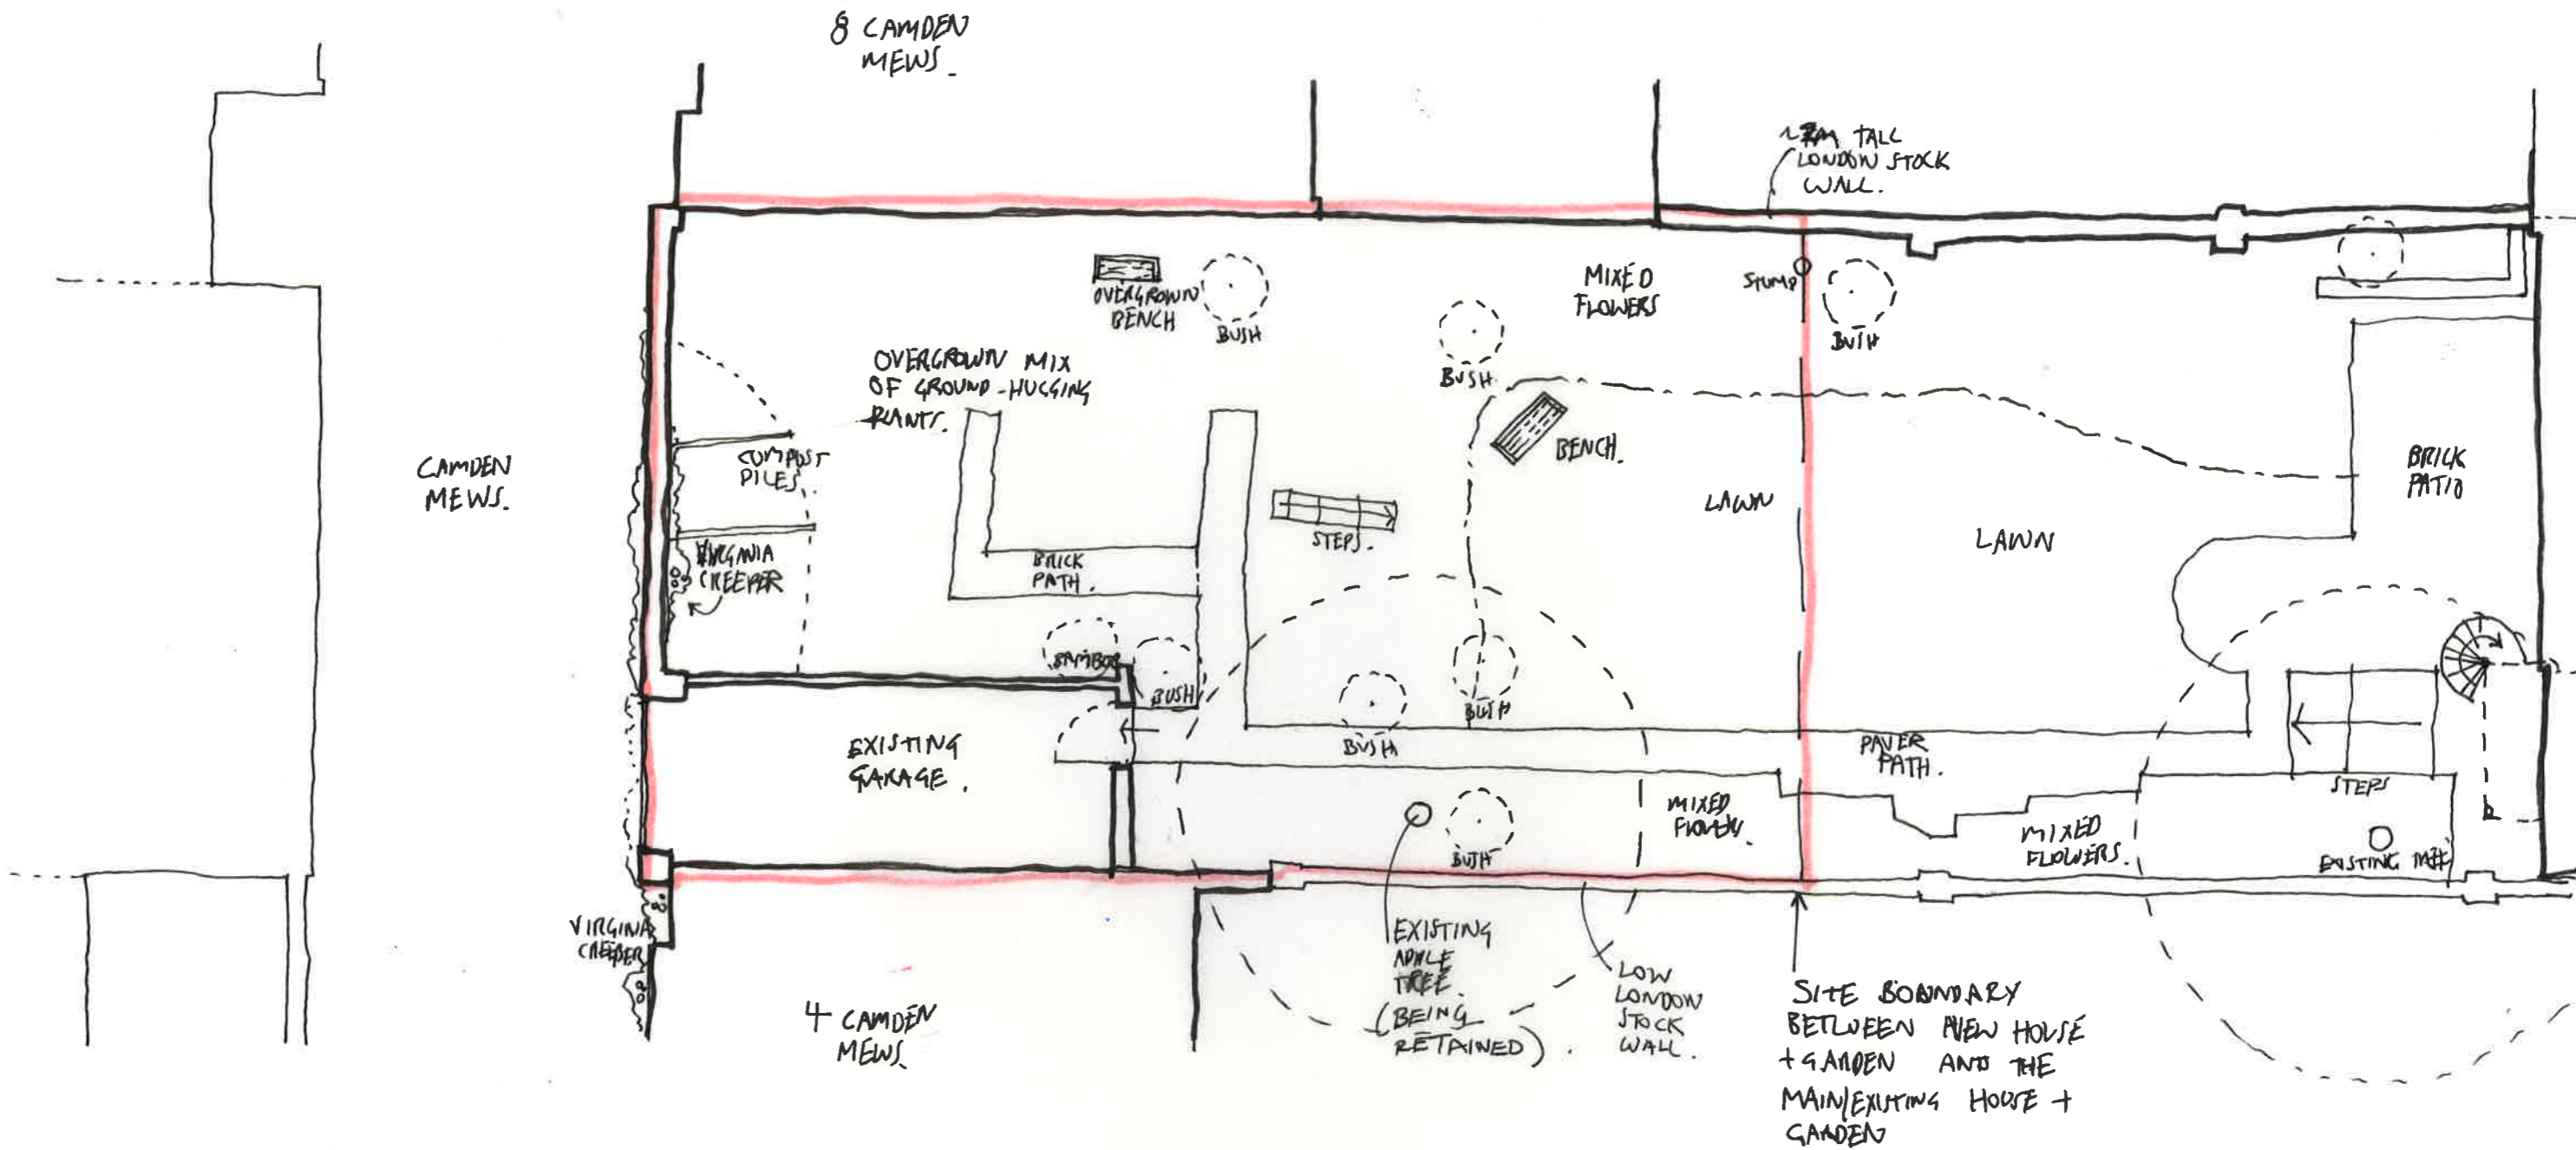 8 CAMDEN
MEWS.
TALL
LONDON STOCK
WALL.
OVERGROWN
BENCH
BUSH
MIXED
FLOWERS
STUMP
BUSH
BUSH
OVERGROWN MIX
OF GROUND-HUGGING
PLANTS.
COMPOST
PILES
CAMDEN
MEWS.
BENCH.
BRICK
PATIO
LAWN
LAWN
STEPS.
VIRGINIA
CREEPER
BRICK
PATH.
BAMBOO
BUSH
BUSH
BUSH
EXISTING
GARAGE.
PAVER
PATH.
STEPS
MIXED
FLOWERS.
MIXED
FLOWERS.
BUSH
EXISTING TREE
VIRGINIA
CREEPER
EXISTING
APPLE
TREE.
(BEING
RETAINED).
LOW
LONDON
STOCK
WALL.
4 CAMDEN
MEWS.
SITE BOUNDARY
BETWEEN NEW HOUSE
+ GARDEN AND THE
MAIN/EXISTING HOUSE +
GARDEN